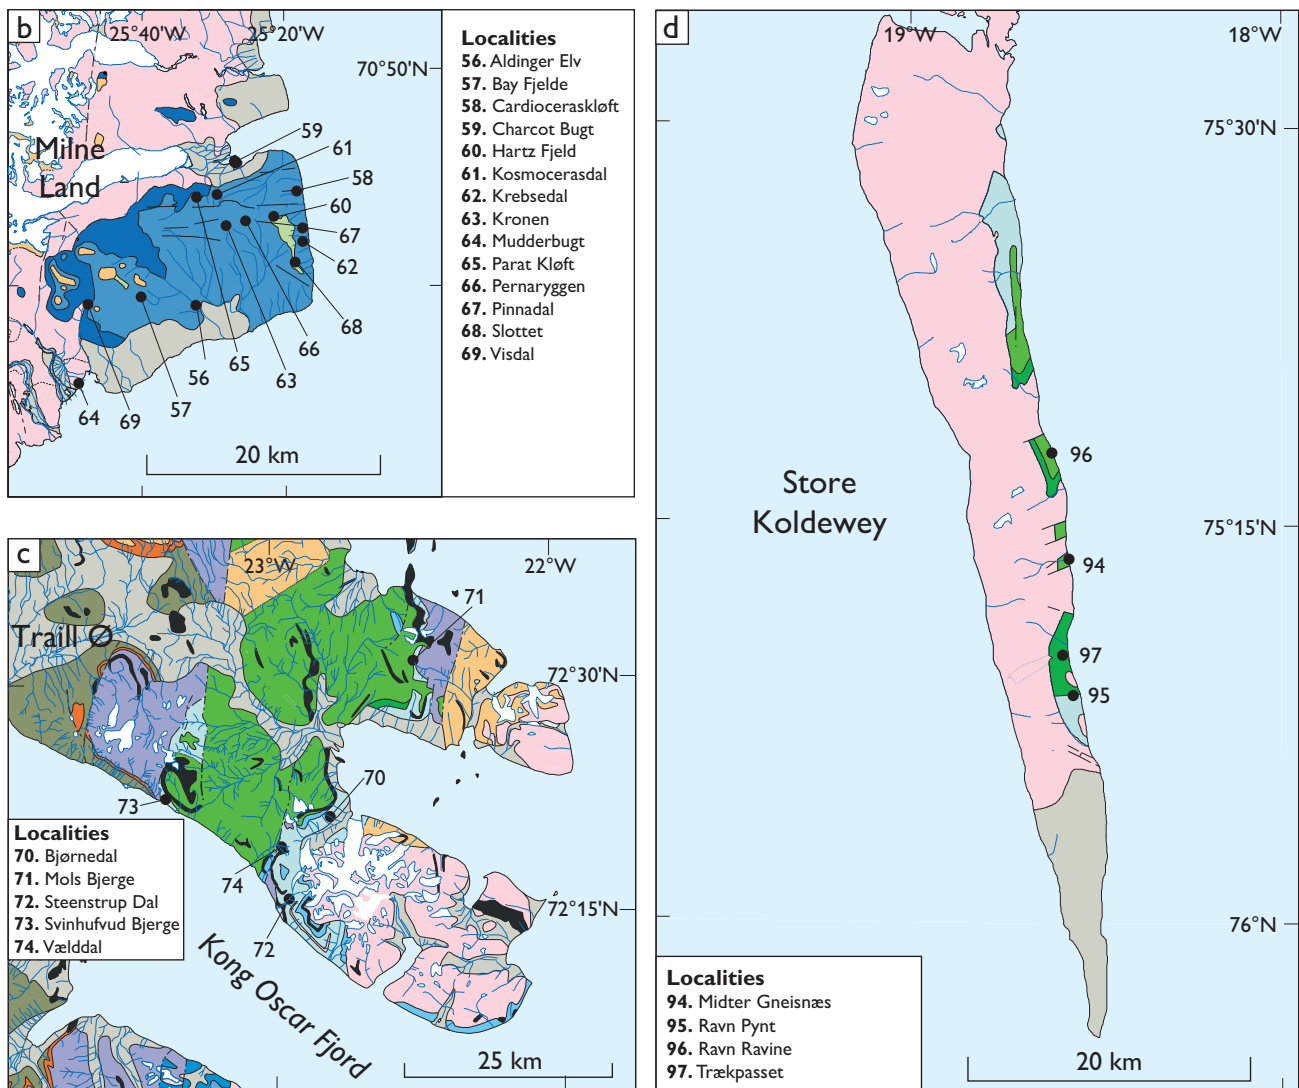 b
25°40'W
25°20'W
70°50'N
Milne
Land
59
61
58
60
67
62
68
66
63
65
56
57
69
64
20 km
Localities
56. Aldinger Elv
57. Bay Fjelde
58. Cardioceraskløft
59. Charcot Bugt
60. Hartz Fjeld
61. Kosmocerasdal
62. Krebsedal
63. Kronen
64. Mudderbugt
65. Parat Kløft
66. Pernaryggen
67. Pinnadal
68. Slottet
69. Visdal
c
23°W
22°W
Traill Ø
71
72°30'N
70
73
74
72
72°15'N
Kong Oscar Fjord
25 km
Localities
70. Bjørnedal
71. Mols Bjerge
72. Steenstrup Dal
73. Svinhufvud Bjerge
74. Vælddal
d
19°W
18°W
75°30'N
Store
Koldewey
96
75°15'N
94
97
95
76°N
Localities
94. Midter Gneisnæs
95. Ravn Pynt
96. Ravn Ravine
97. Trækpasset
20 km